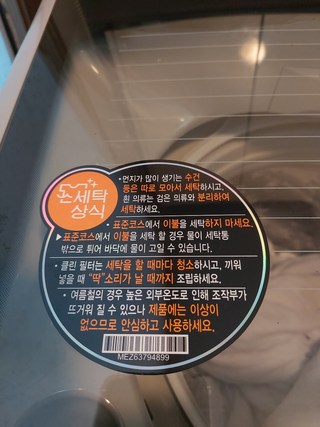 세탁
상식
• 먼지가 많이 생기는 수건
등은 따로 모아서 세탁하시고,
흰 의류는 검은 의류와 분리하여
세탁하세요.
• 표준코스에서 이불을 세탁하지 마세요.
▶ 표준코스에서 이불을 세탁 할 경우 물이 세탁통
밖으로 튀어 바닥에 물이 고일 수 있습니다.
• 클린 필터는 세탁을 할 때마다 청소하시고, 끼워
넣을 때 "딱"소리가 날 때까지 조립하세요.
• 여름철의 경우 높은 외부온도로 인해 조작부가
뜨거워 질 수 있으나 제품에는 이상이
없으므로 안심하고 사용하세요.
MEZ63794899